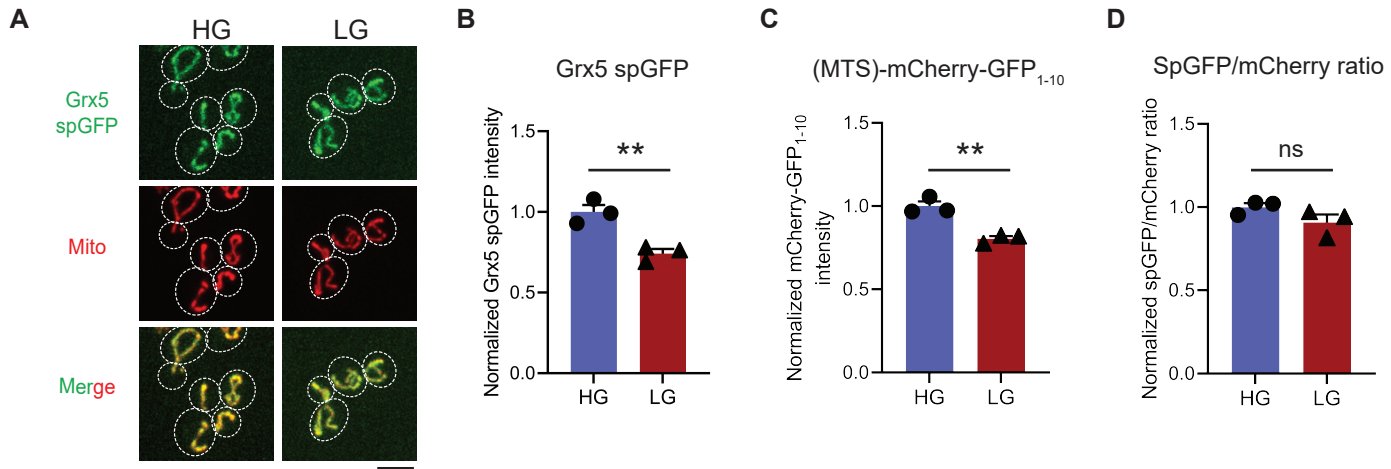 A
HG
LG
Grx5
spGFP
Mito
Merge
B
Grx5 spGFP
Normalized Grx5 spGFP intensity
1.5
1.0
0.5
0.0
**
HG
LG
C
(MTS)-mCherry-GFP1-10
Normalized mCherry-GFP1-10
intensity
1.5
1.0
0.5
0.0
**
HG
LG
D
SpGFP/mCherry ratio
Normalized spGFP/mCherry ratio
1.5
1.0
0.5
0.0
ns
HG
LG